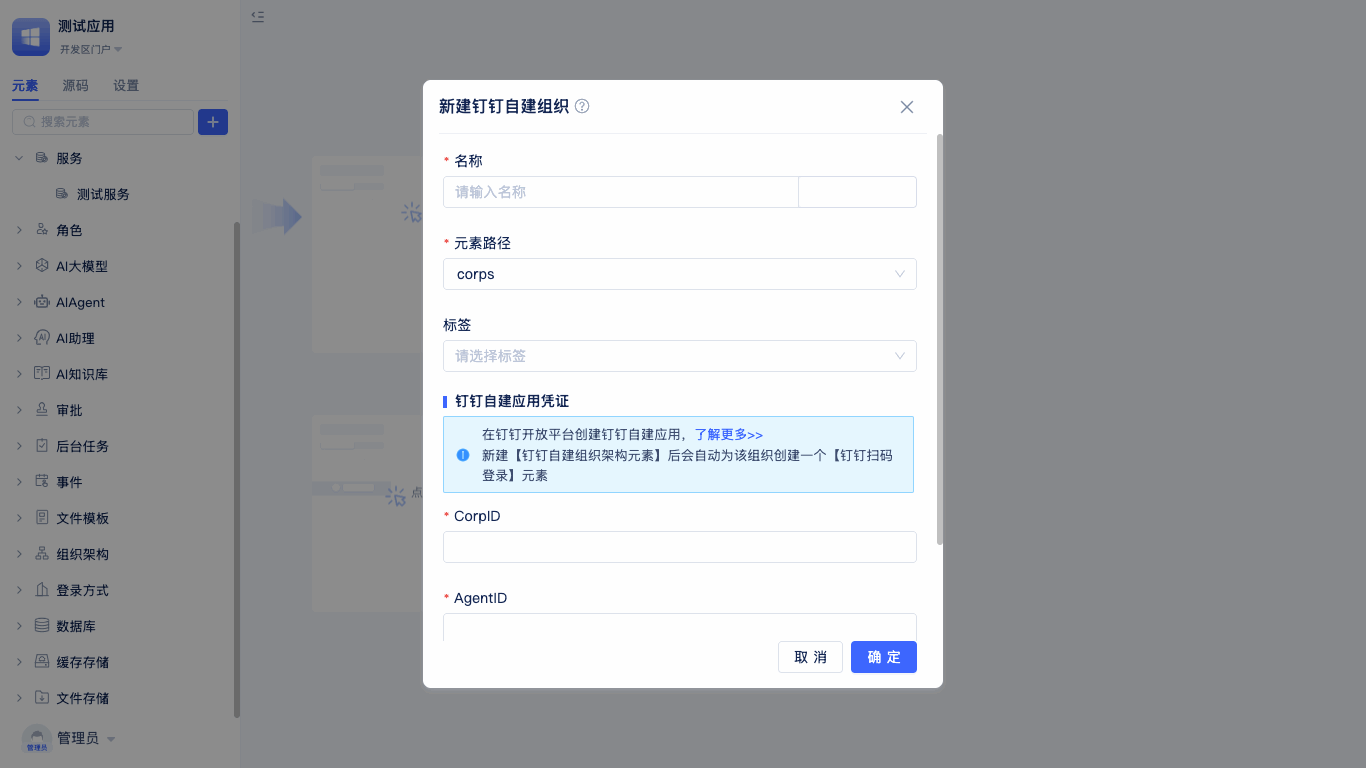 测试应用
开发区门户
元素 源码 设置
搜索元素
服务
测试服务
角色
AI大模型
AIAgent
AI助理
AI知识库
审批
后台任务
事件
文件模板
组织架构
登录方式
数据库
缓存存储
文件存储
管理员
管理员
点
新建钉钉自建组织
* 名称
请输入名称
* 元素路径
corps
标签
请选择标签
钉钉自建应用凭证
在钉钉开放平台创建钉钉自建应用，了解更多>>
新建【钉钉自建组织架构元素】后会自动为该组织创建一个【钉钉扫码
登录】元素
* CorpID
* AgentID
取 消 确 定